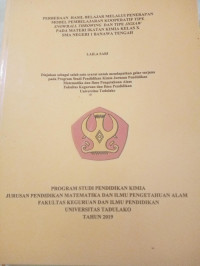 PERBEDAAN HASIL BELAJAR MELALUI PENERAPAN
MODEL PEMBELAJARAN KOOPERATIF TIPE
SNOWBALL THROWING DAN TIPE JIGSAW
PADA MATERI IKATAN KIMIA KELAS X
SMA NEGERI 1 BANAWA TENGAH
LAILA SARI
Diajukan sebagai salah satu syarat untuk mendapatkan gelar sarjana
pada Program Studi Pendidikan Kimia Jurusan Pendidikan
Matematika dan Ilmu Pengetahuan Alam
Fakultas Keguruan dan Ilmu Pendidikan
Universitas Tadulako
PROGRAM STUDI PENDIDIKAN KIMIA
JURUSAN PENDIDIKAN MATEMATIKA DAN ILMU PENGETAHUAN ALAM
FAKULTAS KEGURUAN DAN ILMU PENDIDIKAN
UNIVERSITAS TADULAKO
TAHUN 2019